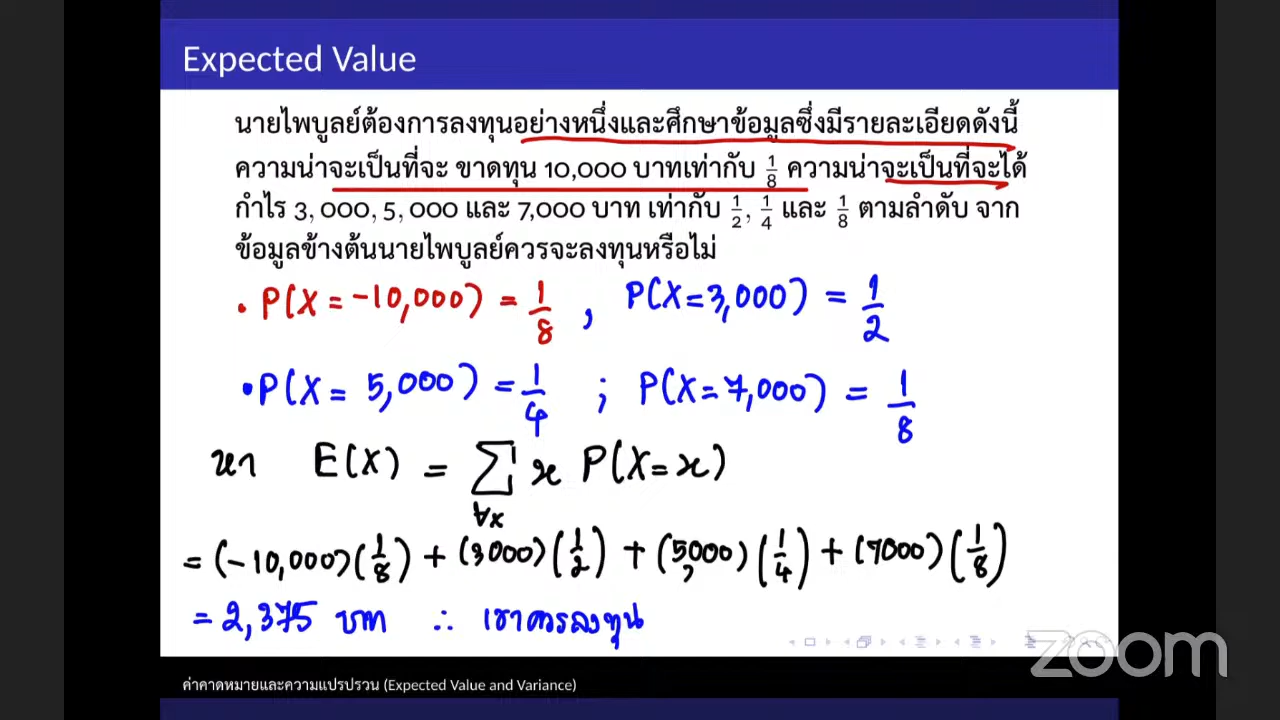 Expected Value
นายไพบูลย์ต้องการลงทุนอย่างหนึ่งและศึกษาข้อมูลซึ่งมีรายละเอียดดังนี้
ความน่าจะเป็นที่จะ ขาดทุน 10,000 บาทเท่ากับ 1/8 ความน่าจะเป็นที่จะได้
กำไร 3,000, 5,000 และ 7,000 บาท เท่ากับ 1/2, 1/4 และ 1/8 ตามลำดับ จาก
ข้อมูลข้างต้นนายไพบูลย์ควรจะลงทุนหรือไม่
• P(X = -10,000) = 1/8 , P(X = 3,000) = 1/2
• P(X = 5,000) = 1/4 ; P(X = 7,000) = 1/8
หา E(X) = ∑ x P(X = x)
∀x
= (-10,000)(1/8) + (3000)(1/2) + (5,000)(1/4) + (7000)(1/8)
= 2,375 บาท ∴ เขาควรลงทุน
zoom
ค่าคาดหมายและความแปรปรวน (Expected Value and Variance)